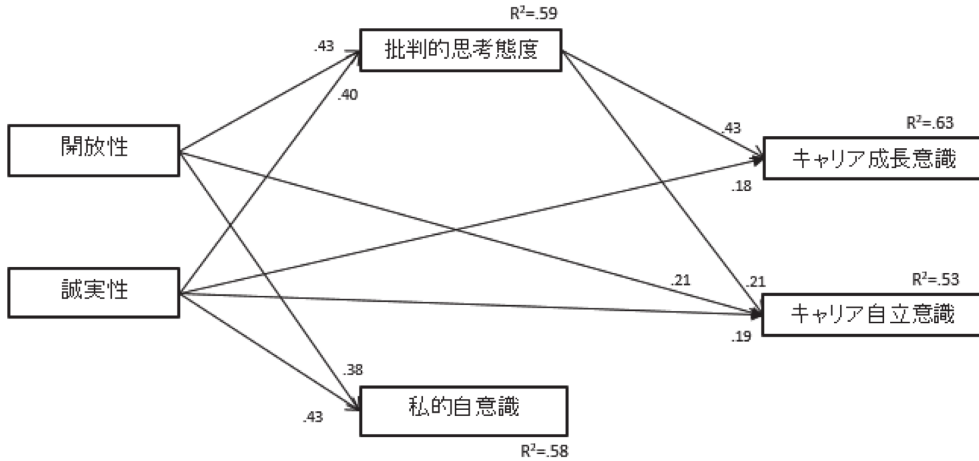 R²=.59
.43
批判的思考態度
.40
R²=.63
開放性
.43
キャリア成長意識
.18
誠実性
.21
.21
R²=.53
キャリア自立意識
.19
.38
私的自意識
.43
R²=.58